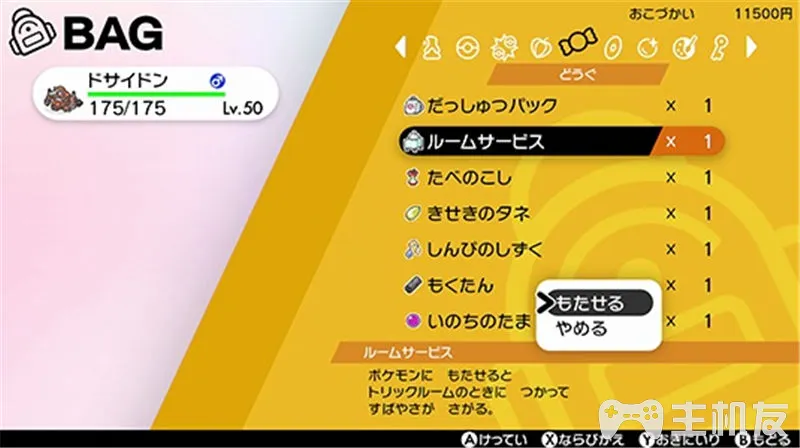 BAG
おこづかい 11500円
ドサイドン ♂
175/175 Lv.50
どうぐ
だっしゅつパック × 1
ルームサービス × 1
たべのこし × 1
きせきのタネ × 1
しんぴのしずく × 1
もくたん × 1
いのちのたま × 1
もたせる
やめる
ルームサービス
ポケモンに もたせると
トリックルームのときに つかって
すばやさが さがる。
主机友
Aけってい Xならびかえ Yおきにいり Bもどる